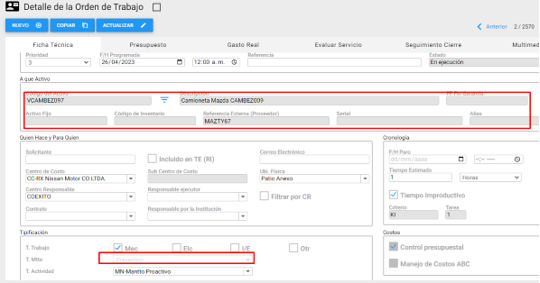 Detalle de la Orden de Trabajo
NUEVO COPIAR ACTUALIZAR
Anterior 2 / 2570
Ficha Técnica Presupuesto Gasto Real Evaluar Servicio Seguimiento Cierre Multimed
Prioridad F/H Programada Referencia Estado
3 26/04/2023 12:00 a. m. En ejecución
A que Activo
Código del Activo Descripción
VCAMBEZ097 Camioneta Mazda CAMBEZ009
Activo Fijo Código de Inventario Referencia Externa (Proveedor) Serial Alias
MAZTY67
Quien Hace y Para Quien
Cronología
Solicitante Incluido en TE (RI) Correo Electrónico
F/H Paro
dd/mm/aaaa --:-- --
Centro de Costo Sub Centro de Costo Ubi. Física
CC-RX Nissan Motor CO LTDA. Patio Anexo
Tiempo Estimado
1 Horas
Centro Responsable Responsable ejecutor Filtrar por CR
COEXITO
Tiempo Improductivo
Contrato Responsable por la Institución
Criterio Tarea
KI 1
Tipificación
Costos
T. Trabajo Mec Elc I/E Otr
Control presupuestal
T. Mtto Preventivo
Manejo de Costos ABC
T. Actividad MN-Mantto Proactivo